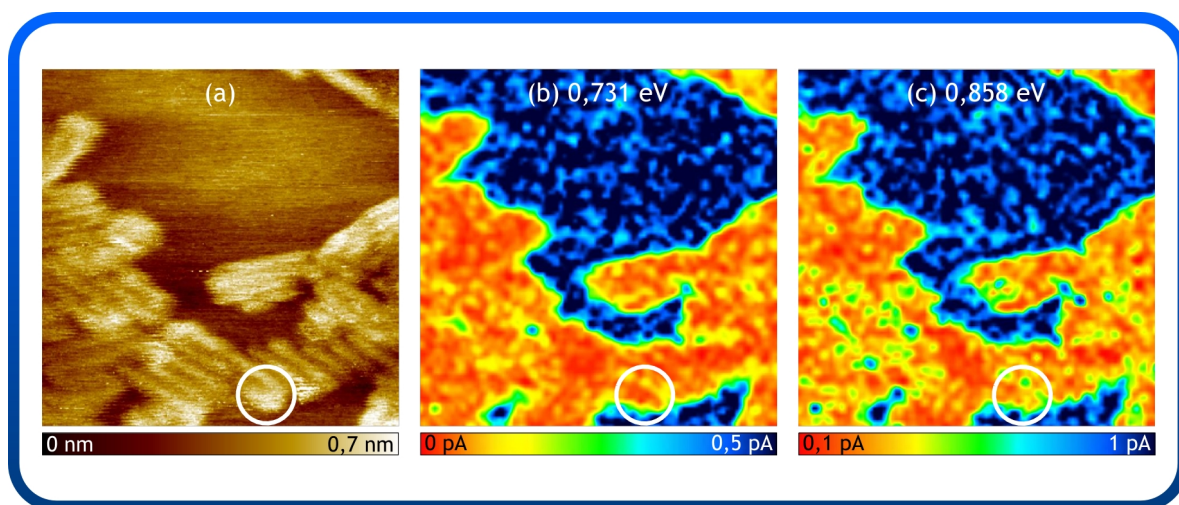 (a)
(b) 0,731 eV
(c) 0,858 eV
0 nm
0,7 nm
0 pA
0,5 pA
0,1 pA
1 pA